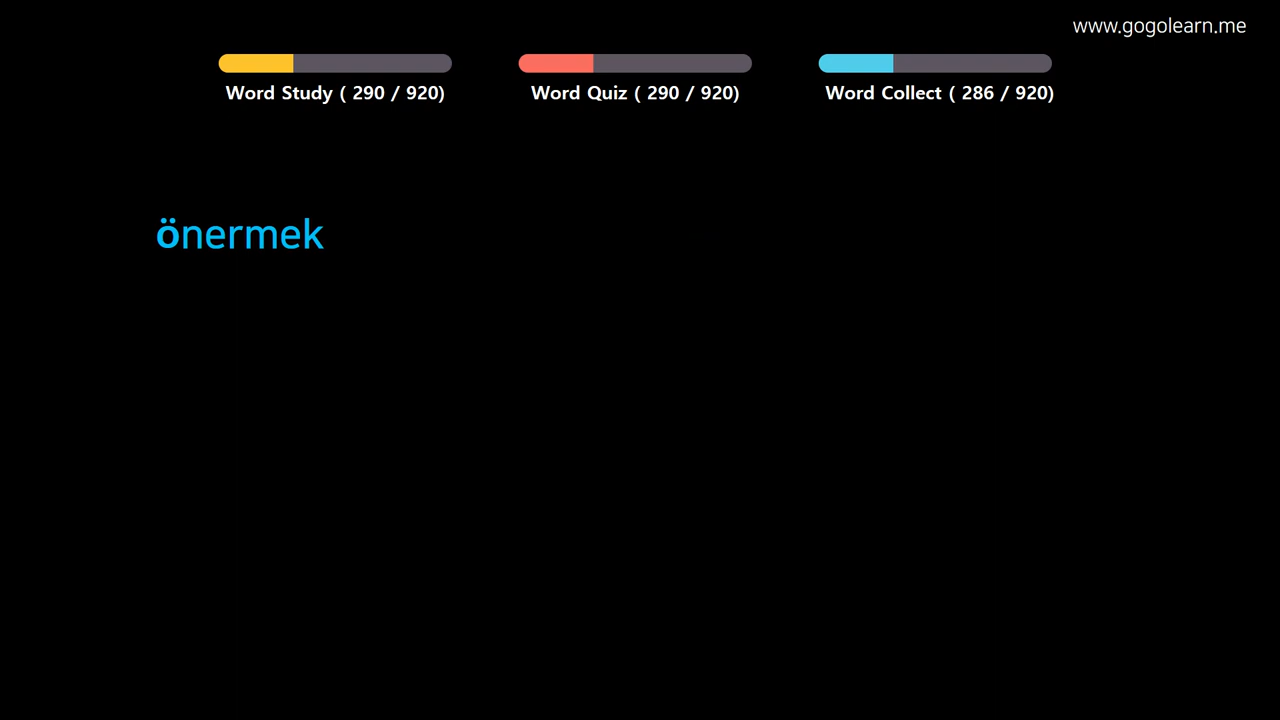 www.gogolearn.me
Word Study ( 290 / 920)
Word Quiz ( 290 / 920)
Word Collect ( 286 / 920)
önermek